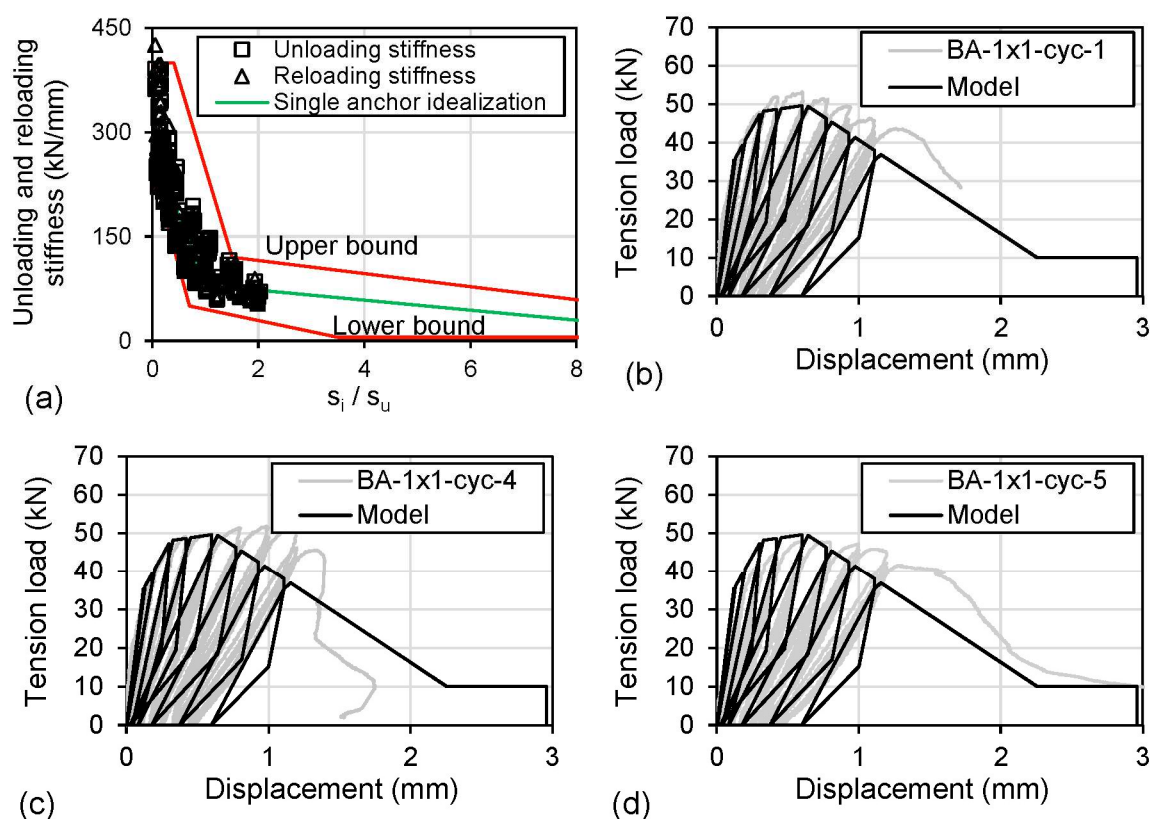 Unloading and reloading
stiffness (kN/mm)
450
300
150
0
0
2
4
6
8
s_i / s_u
Unloading stiffness
Reloading stiffness
Single anchor idealization
Upper bound
Lower bound
(a)
Tension load (kN)
70
60
50
40
30
20
10
0
0
1
2
3
Displacement (mm)
BA-1x1-cyc-1
Model
(b)
Tension load (kN)
70
60
50
40
30
20
10
0
0
1
2
3
Displacement (mm)
BA-1x1-cyc-4
Model
(c)
Tension load (kN)
70
60
50
40
30
20
10
0
0
1
2
3
Displacement (mm)
BA-1x1-cyc-5
Model
(d)